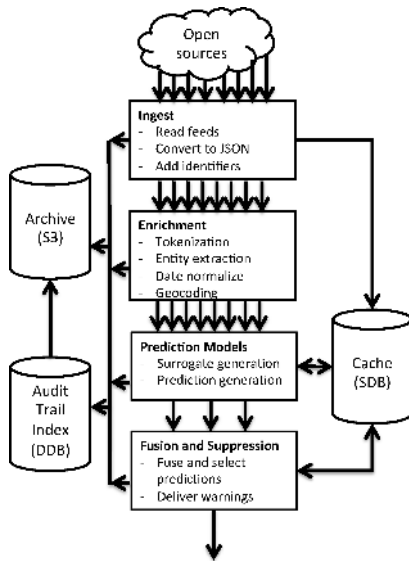 Open
sources
Ingest
- Read feeds
- Convert to JSON
- Add identifiers
Archive
(S3)
Enrichment
- Tokenization
- Entity extraction
Date normalize
- Geocoding
Prediction Models
- Surrogate generation
- Prediction generation
Cache
(SDB)
Audit
Trail
Index
(DDB)
Fusion and Suppression
- Fuse and select
predictions
- Deliver warnings